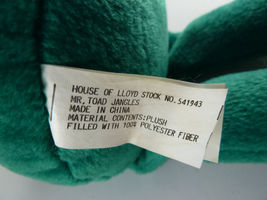 HOUSE OF LLOYD STOCK NO.541943
MR, TOAD JANGLES
MADE IN CHINA
MATERIAL CONTENTS:PLUSH
FILLED WITH 100% POLYESTER FIBER